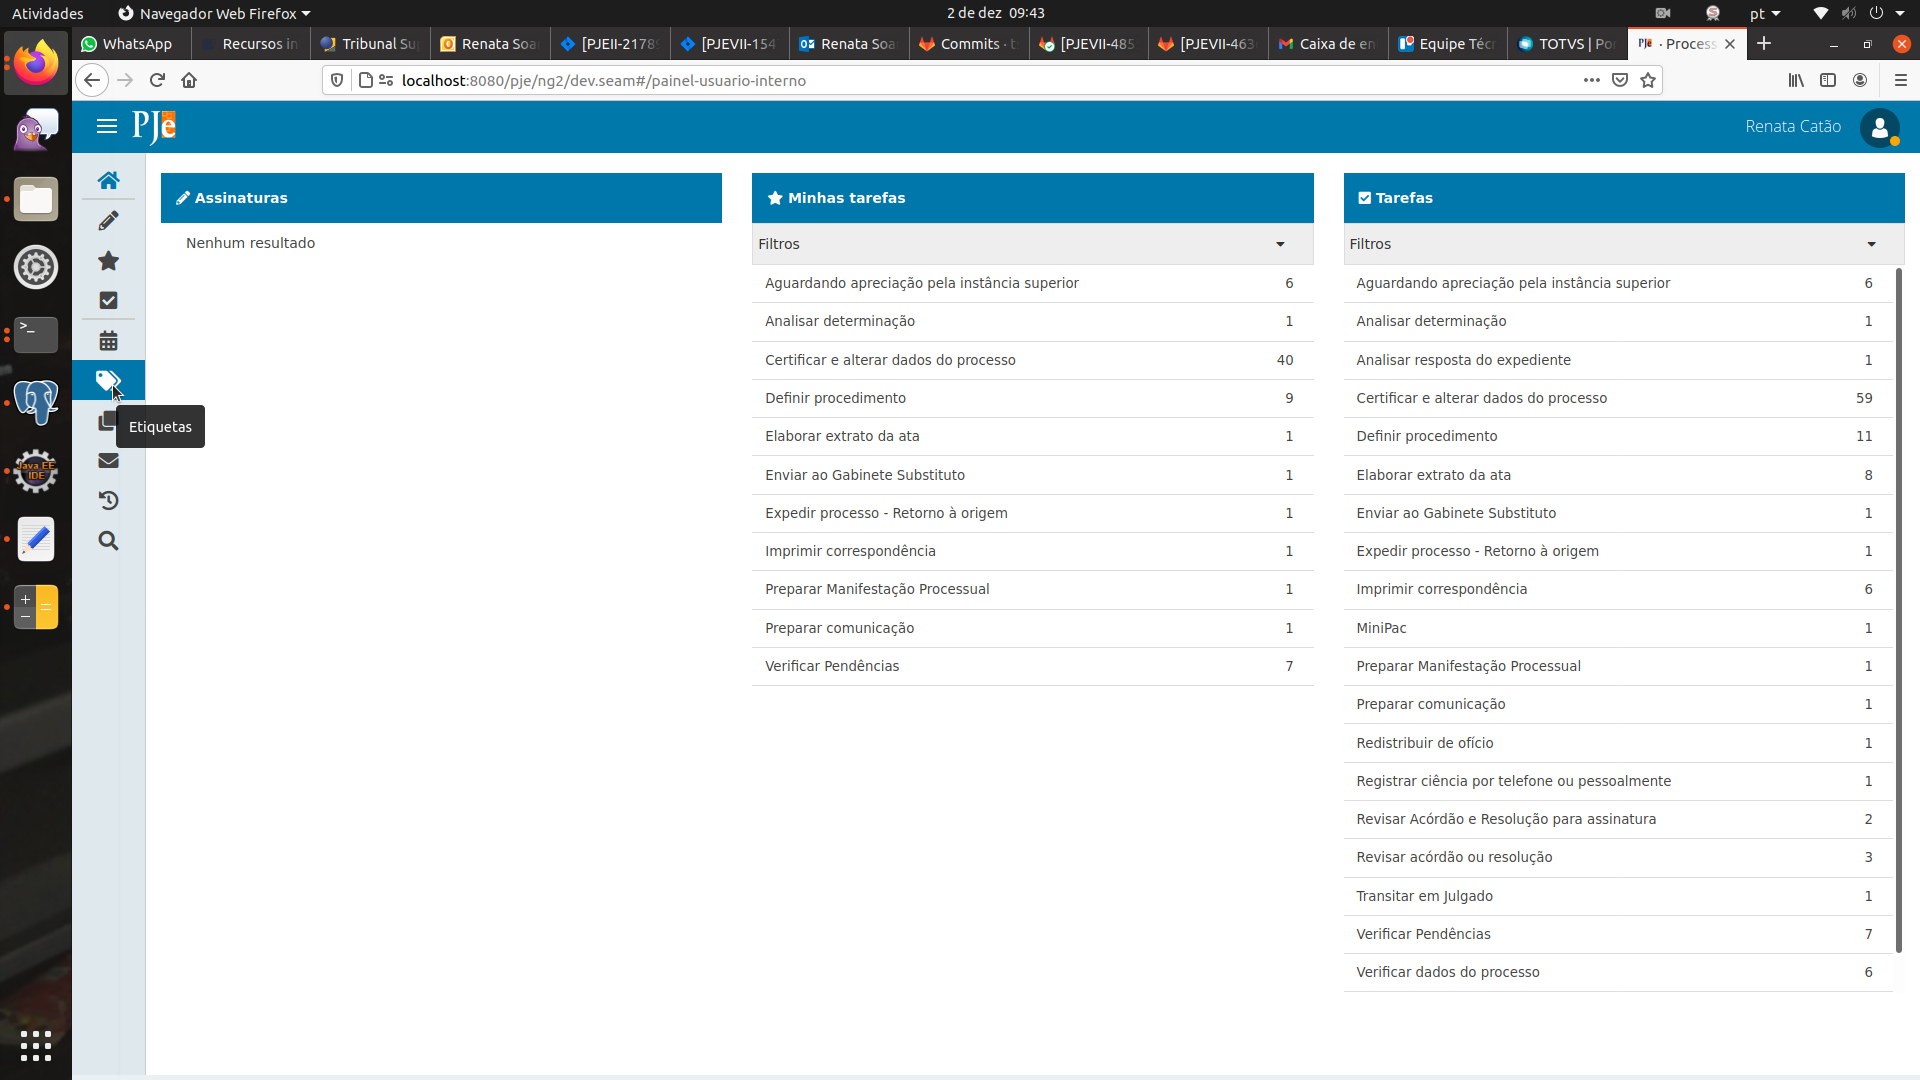 Atividades
Navegador Web Firefox
2 de dez 09:43
pt
WhatsApp
Recursos in
Tribunal Su
Renata Soa
[PJEII-2178
[PJEVII-154
Renata Soa
Commits · t
[PJEVII-485
[PJEVII-463
Caixa de en
Equipe Téc
TOTVS | Po
PJe
· Process
localhost:8080/pje/ng2/dev.seam#/painel-usuario-interno
PJe
Renata Catão
Assinaturas
Nenhum resultado
Etiquetas
Minhas tarefas
Filtros
Aguardando apreciação pela instância superior 6
Analisar determinação 1
Certificar e alterar dados do processo 40
Definir procedimento 9
Elaborar extrato da ata 1
Enviar ao Gabinete Substituto 1
Expedir processo - Retorno à origem 1
Imprimir correspondência 1
Preparar Manifestação Processual 1
Preparar comunicação 1
Verificar Pendências 7
Tarefas
Filtros
Aguardando apreciação pela instância superior 6
Analisar determinação 1
Analisar resposta do expediente 1
Certificar e alterar dados do processo 59
Definir procedimento 11
Elaborar extrato da ata 8
Enviar ao Gabinete Substituto 1
Expedir processo - Retorno à origem 1
Imprimir correspondência 6
MiniPac 1
Preparar Manifestação Processual 1
Preparar comunicação 1
Redistribuir de ofício 1
Registrar ciência por telefone ou pessoalmente 1
Revisar Acórdão e Resolução para assinatura 2
Revisar acórdão ou resolução 3
Transitar em Julgado 1
Verificar Pendências 7
Verificar dados do processo 6
Java EE
IDE